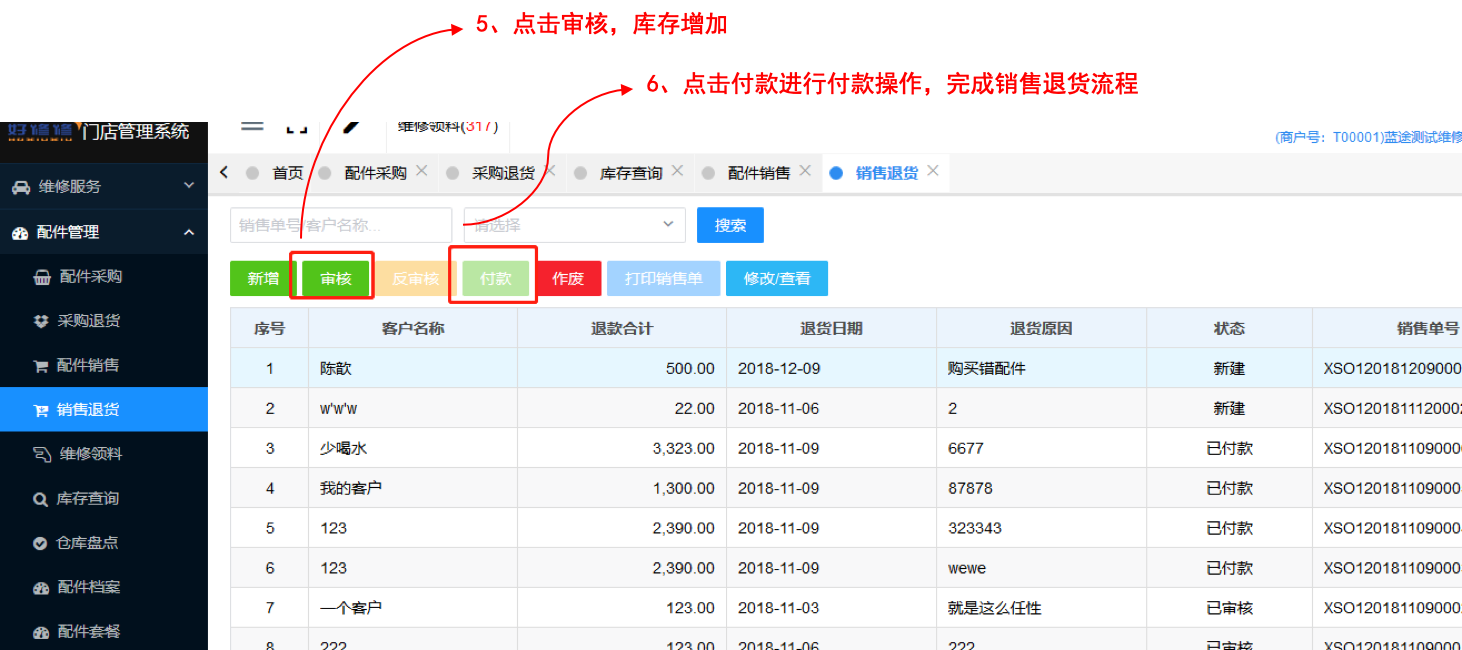 5、点击审核，库存增加
6、点击付款进行付款操作，完成销售退货流程
好修修 门店管理系统
维修领料(317)
(商户号：T00001)蓝途测试维修
首页 配件采购 采购退货 库存查询 配件销售 销售退货
维修服务
配件管理
配件采购
采购退货
配件销售
销售退货
维修领料
库存查询
仓库盘点
配件档案
配件套餐
销售单号/客户名称... 请选择 搜索
新增 审核 反审核 付款 作废 打印销售单 修改/查看
序号 客户名称 退款合计 退货日期 退货原因 状态 销售单号
1 陈歆 500.00 2018-12-09 购买错配件 新建 XSO120181209000
2 w'w'w 22.00 2018-11-06 2 新建 XSO12018111200
3 少喝水 3,323.00 2018-11-09 6677 已付款 XSO120181109000
4 我的客户 1,300.00 2018-11-09 87878 已付款 XSO120181109000
5 123 2,390.00 2018-11-09 323343 已付款 XSO120181109000
6 123 2,390.00 2018-11-09 wewe 已付款 XSO120181109000
7 一个客户 123.00 2018-11-03 就是这么任性 已审核 XSO120181109000
8 222 123.00 2018-11-06 222 已审核 XSO120181109000